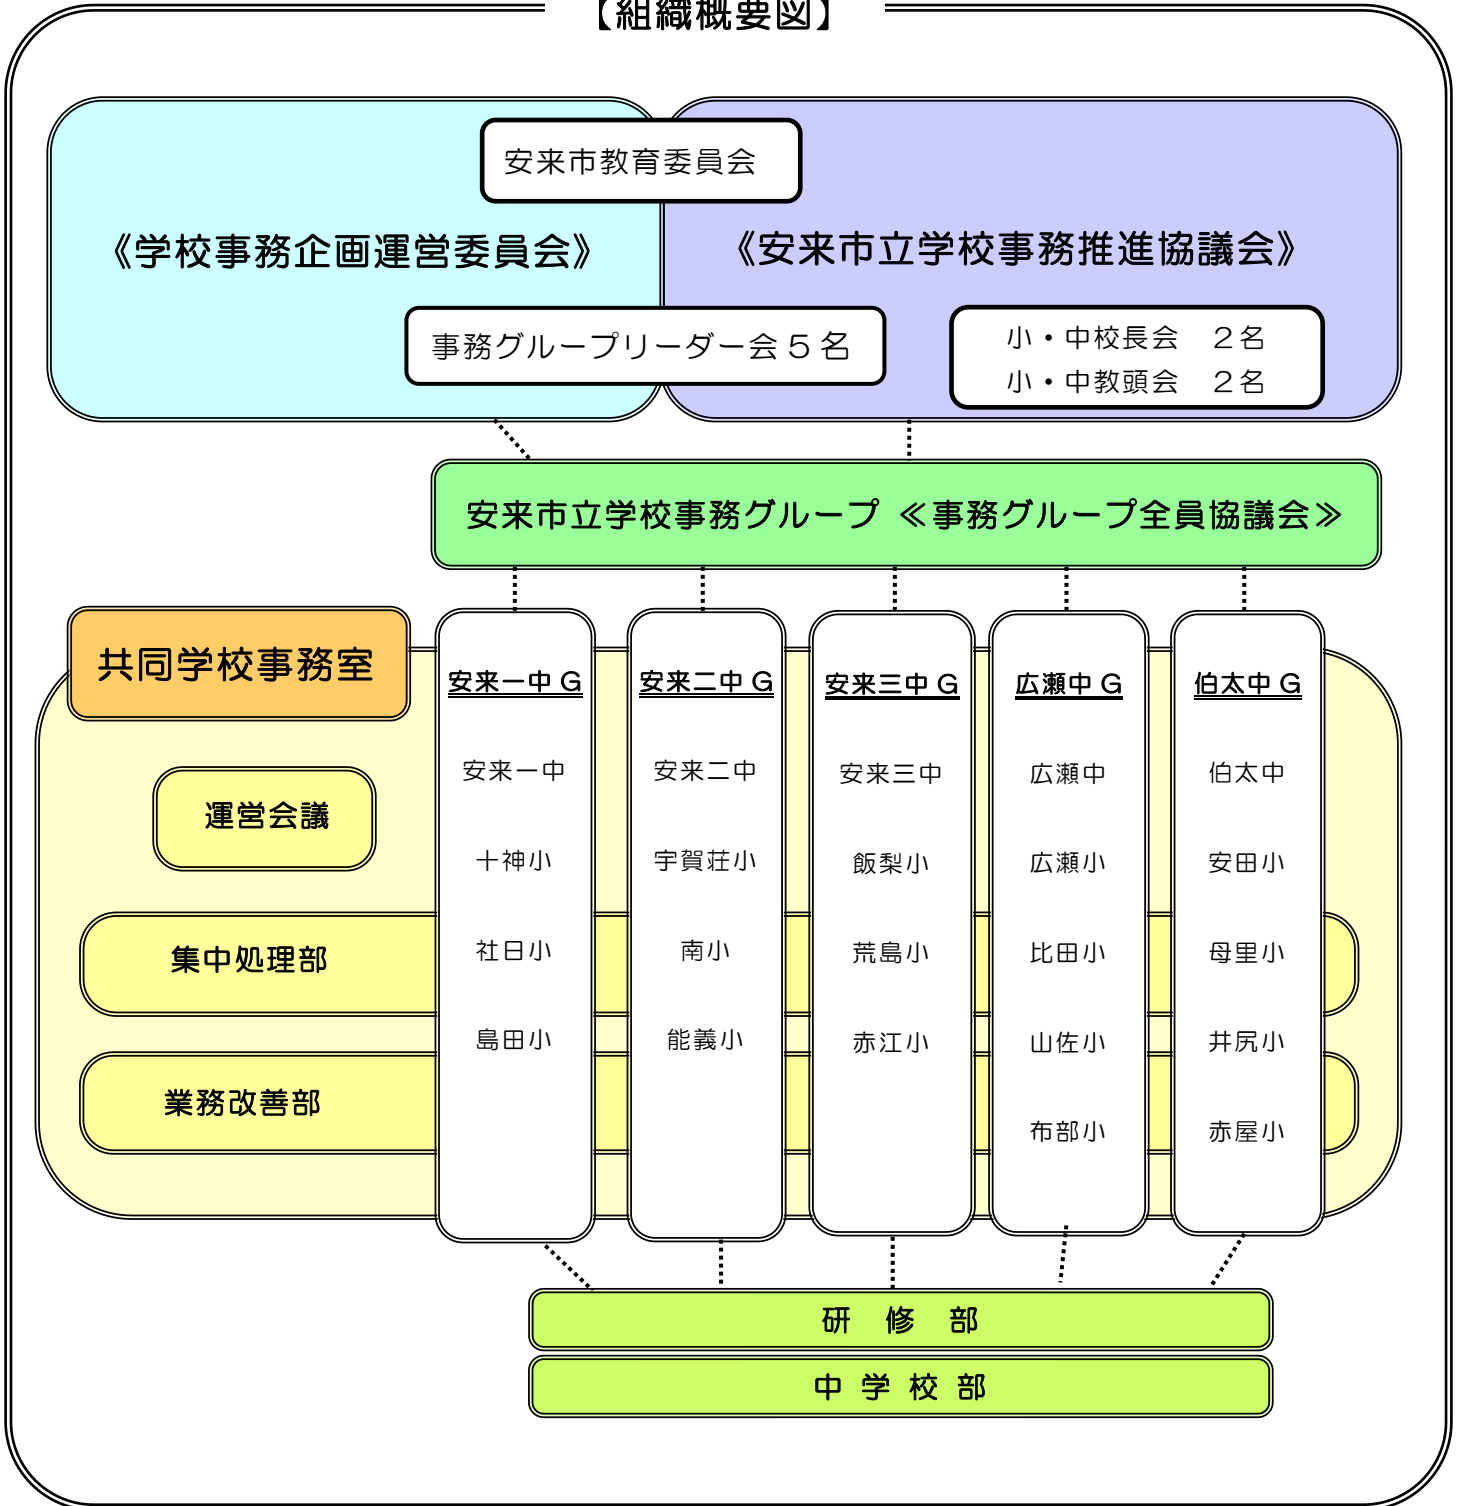 【組織概要図】
安来市教育委員会
《学校事務企画運営委員会》
《安来市立学校事務推進協議会》
事務グループリーダー会５名
小・中校長会　２名
小・中教頭会　２名
安来市立学校事務グループ ≪事務グループ全員協議会≫
共同学校事務室
運営会議
集中処理部
業務改善部
安来一中 G
安来一中
十神小
社日小
島田小
安来二中 G
安来二中
宇賀荘小
南小
能義小
安来三中 G
安来三中
飯梨小
荒島小
赤江小
広瀬中 G
広瀬中
広瀬小
比田小
山佐小
布部小
伯太中 G
伯太中
安田小
母里小
井尻小
赤屋小
研　修　部
中 学 校 部